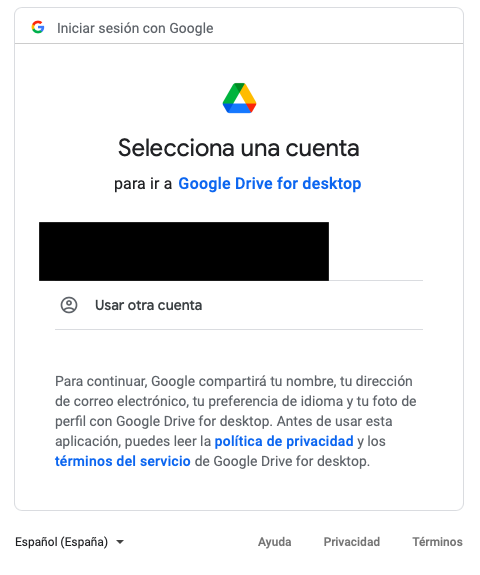 Iniciar sesión con Google
Selecciona una cuenta
para ir a Google Drive for desktop
Usar otra cuenta
Para continuar, Google compartirá tu nombre, tu dirección
de correo electrónico, tu preferencia de idioma y tu foto de
perfil con Google Drive for desktop. Antes de usar esta
aplicación, puedes leer la política de privacidad y los
términos del servicio de Google Drive for desktop.
Español (España) Ayuda Privacidad Términos